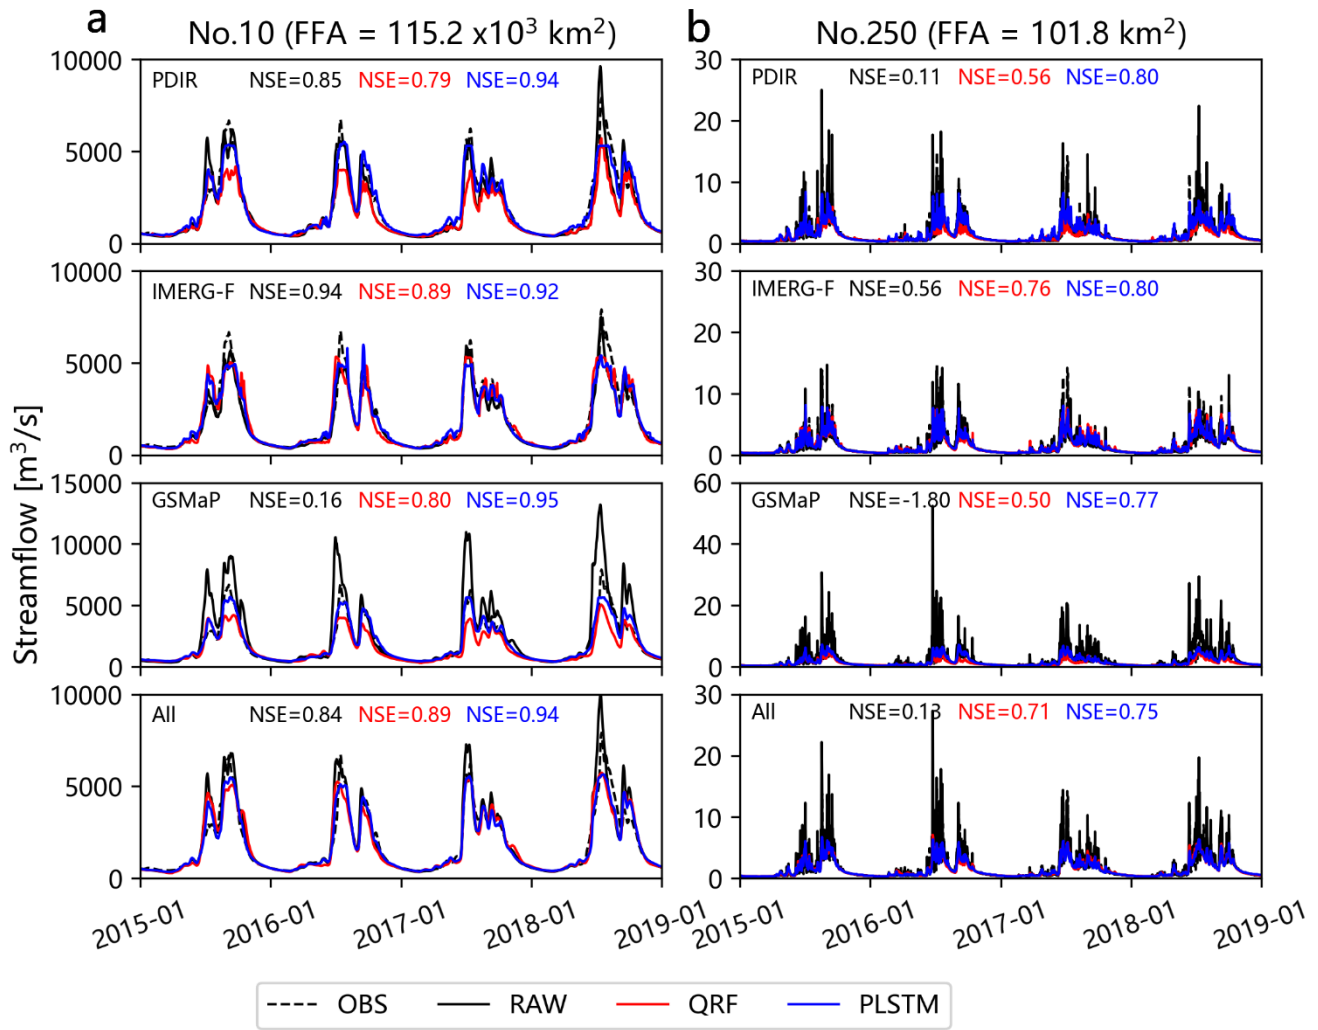 a
No.10 (FFA = 115.2 x10³ km²)
b
No.250 (FFA = 101.8 km²)
Streamflow [m³/s]
10000
5000
0
PDIR NSE=0.85 NSE=0.79 NSE=0.94
30
20
10
0
PDIR NSE=0.11 NSE=0.56 NSE=0.80
10000
5000
0
IMERG-F NSE=0.94 NSE=0.89 NSE=0.92
30
20
10
0
IMERG-F NSE=0.56 NSE=0.76 NSE=0.80
15000
10000
5000
0
GSMaP NSE=0.16 NSE=0.80 NSE=0.95
60
40
20
0
GSMaP NSE=-1.80 NSE=0.50 NSE=0.77
10000
5000
0
All NSE=0.84 NSE=0.89 NSE=0.94
30
20
10
0
All NSE=0.13 NSE=0.71 NSE=0.75
2015-01 2016-01 2017-01 2018-01 2019-01
2015-01 2016-01 2017-01 2018-01 2019-01
OBS RAW QRF PLSTM